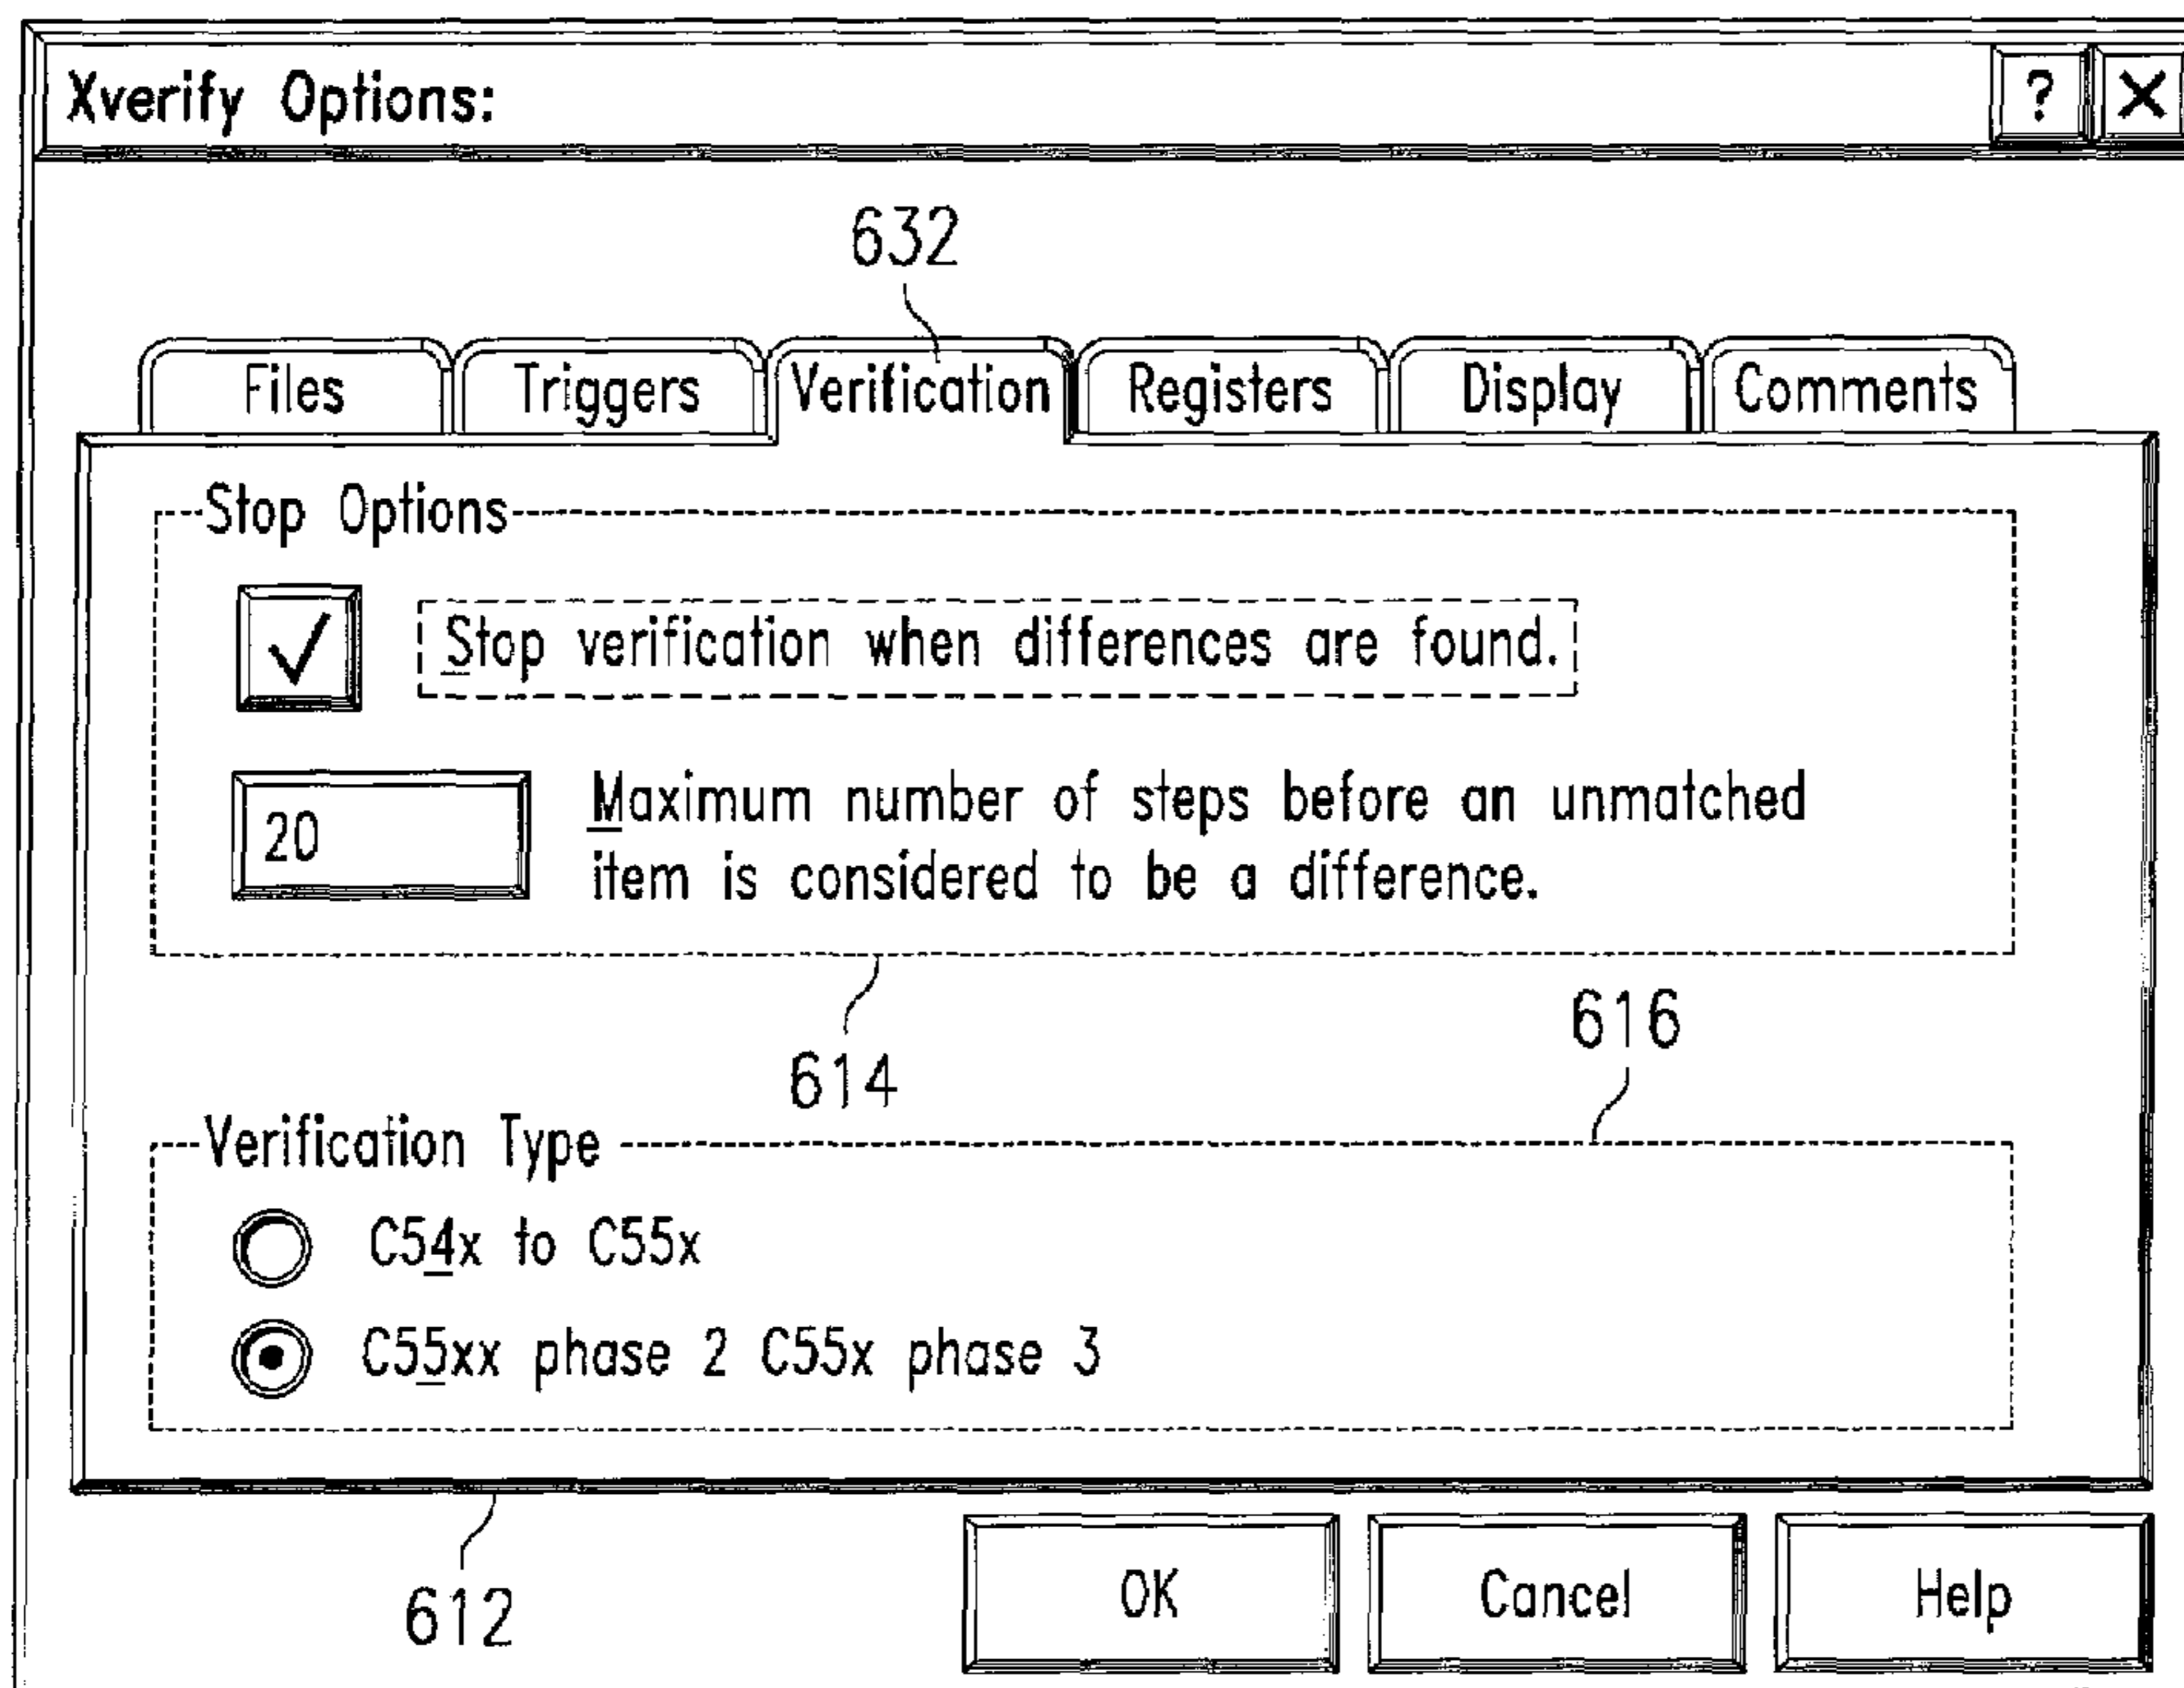 Xverify Options: ? X
632
Files Triggers Verification Registers Display Comments
Stop Options
Stop verification when differences are found.
20
Maximum number of steps before an unmatched
item is considered to be a difference.
614
616
Verification Type
C54x to C55x
C55xx phase 2 C55x phase 3
612
OK Cancel Help